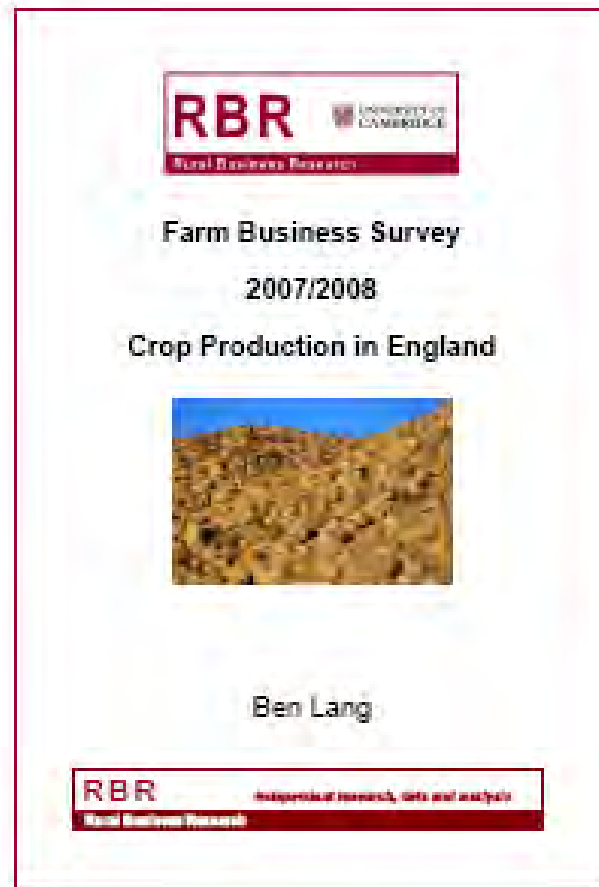 RBR
UNIVERSITY OF
CAMBRIDGE
Rural Business Research
Farm Business Survey
2007/2008
Crop Production in England
Ben Lang
RBR
independent research, data and analysis
Rural Business Research